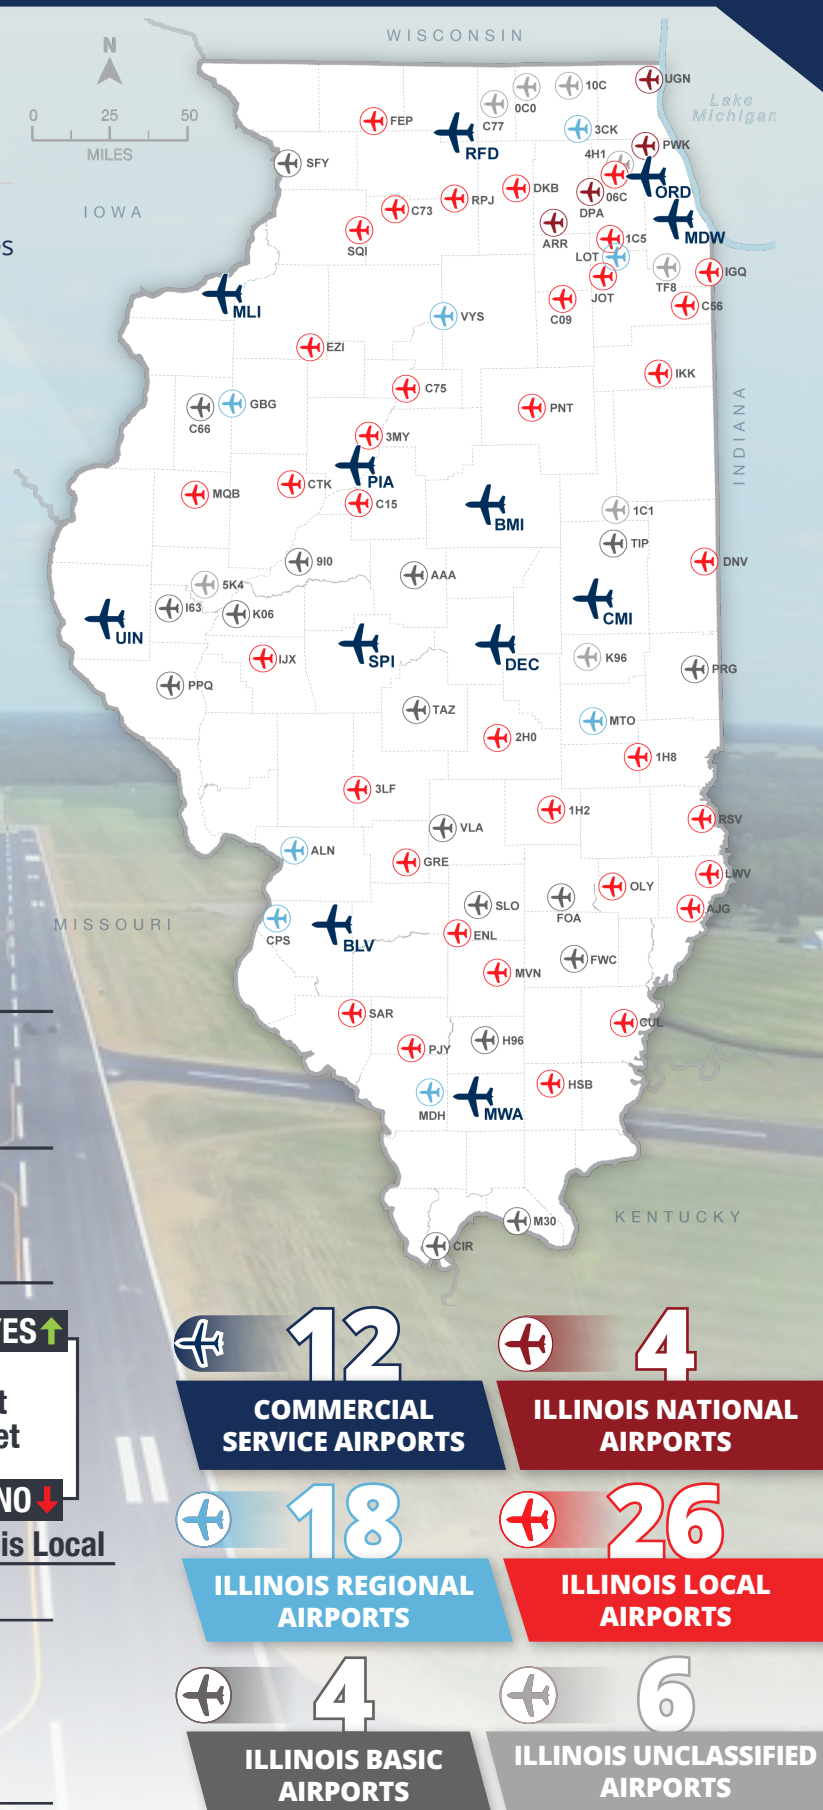 WISCONSIN
N
0 25 50
MILES
Lake
Michigan
IOWA
s
UGN
10C
0C0
C77
FEP
RFD
3CK
PWK
4H1
SFY
ORD
DKB
06C
DPA
RPJ
C73
MDW
ARR
SQI
1C5
LOT
TF8
IGQ
JOT
MLI
C56
C09
VYS
EZI
IKK
C75
GBG
C66
PNT
INDIANA
3MY
PIA
CTK
MQB
C15
BMI
1C1
TIP
9I0
DNV
AAA
5K4
I63
K06
CMI
UIN
IJX
SPI
DEC
K96
PRG
PPQ
TAZ
MTO
2H0
1H8
3LF
1H2
RSV
VLA
ALN
GRE
LWV
OLY
SLO
FOA
AJG
MISSOURI
CPS
BLV
ENL
FWC
MVN
SAR
CUL
H96
PJY
HSB
MDH
MWA
KENTUCKY
M30
CIR
YES
t
et
NO
is Local
12
COMMERCIAL
SERVICE AIRPORTS
4
ILLINOIS NATIONAL
AIRPORTS
18
ILLINOIS REGIONAL
AIRPORTS
26
ILLINOIS LOCAL
AIRPORTS
4
ILLINOIS BASIC
AIRPORTS
6
ILLINOIS UNCLASSIFIED
AIRPORTS